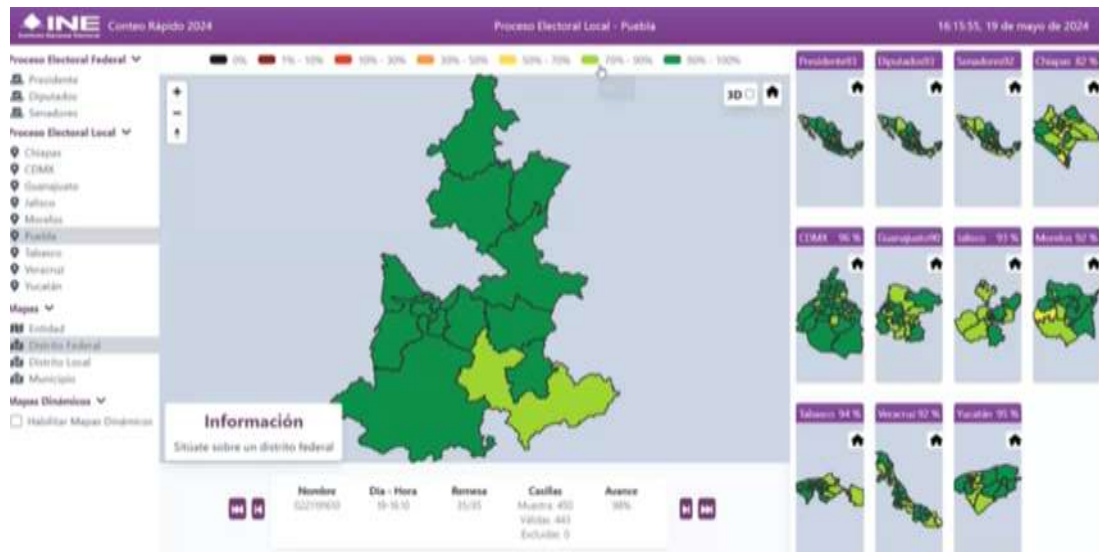 INE
Instituto Nacional Electoral
Conteo Rápido 2024
Proceso Electoral Local - Puebla
16:15:55, 19 de mayo de 2024
Proceso Electoral Federal
Presidente
Diputados
Senadores
Proceso Electoral Local
Chiapas
CDMX
Guanajuato
Jalisco
Morelos
Puebla
Tabasco
Veracruz
Yucatán
Mapas
Entidad
Distrito Federal
Distrito Local
Municipio
Mapas Dinámicos
Habilitar Mapas Dinámicos
0% 1% - 10% 10% - 30% 30% - 50% 50% - 70% 70% - 90% 90% - 100%
+
-
3D
Información
Sitúate sobre un distrito federal
Nombre Día - Hora Remesa Casillas Avance
35/35 Muestra: 450 98%
Válidas: 443
Excluidas: 0
Presidente93 Diputados93 Senadores92 Chiapas 82 %
CDMX 96 % Guanajuato90 Jalisco 93 % Morelos 92 %
Tabasco 94 % Veracruz 92 % Yucatán 95 %